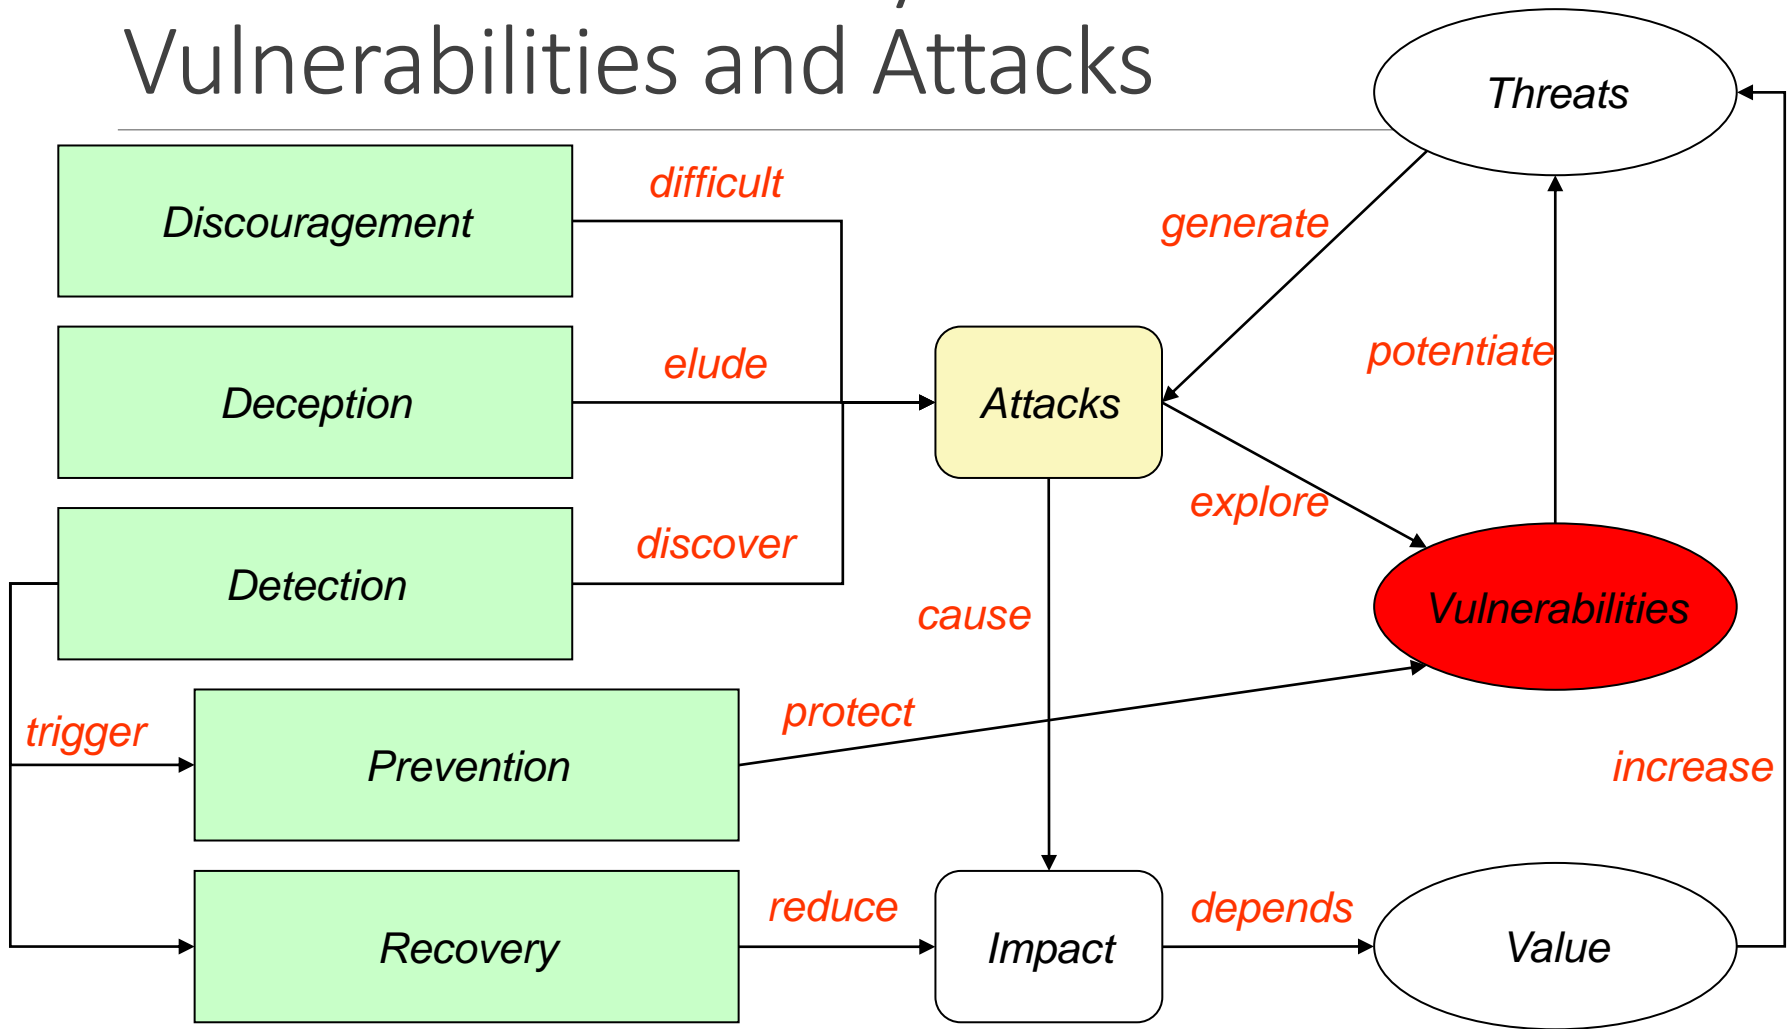 Vulnerabilities and Attacks
Threats
difficult
Discouragement
generate
potentiate
elude
Deception
Attacks
explore
discover
Detection
cause
Vulnerabilities
protect
trigger
Prevention
increase
reduce
depends
Recovery
Impact
Value